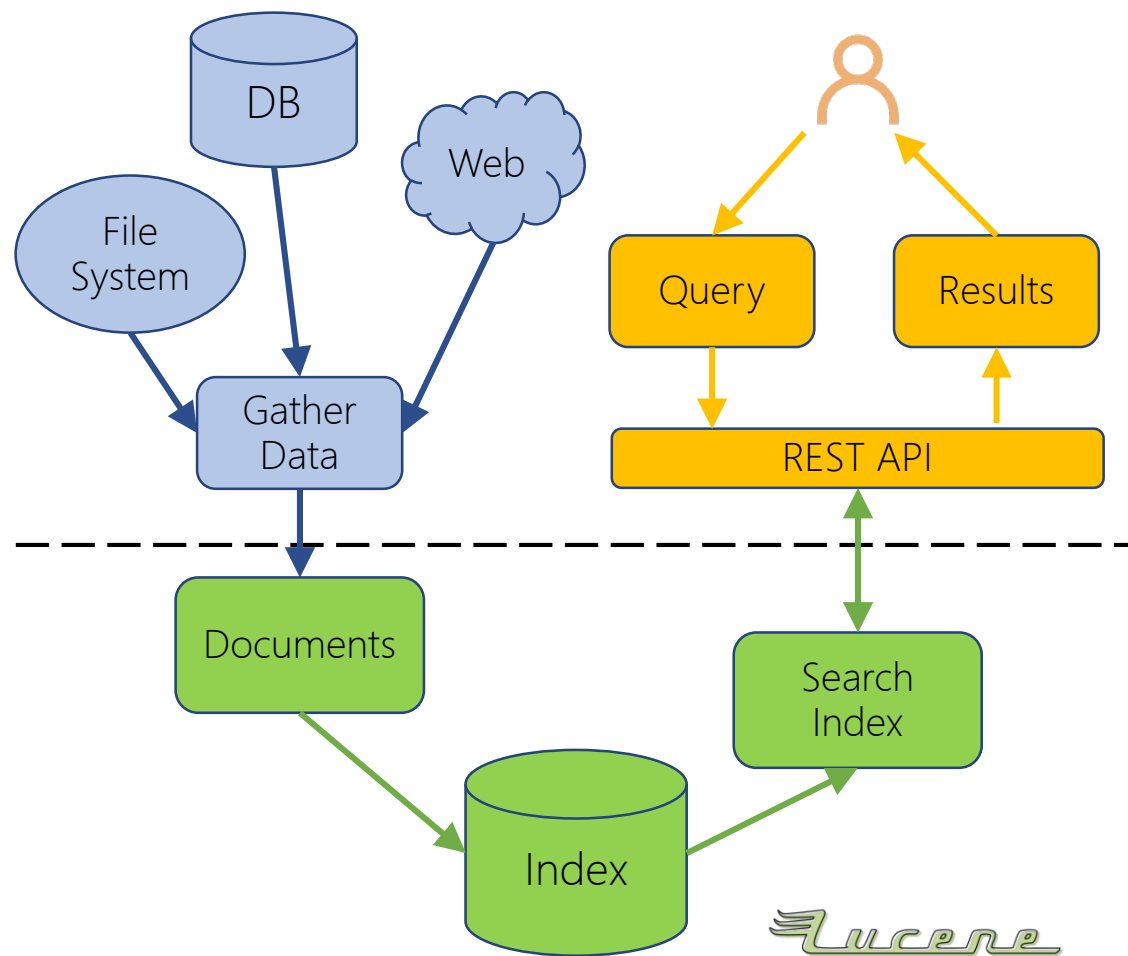 DB
Web
File
System
Query
Results
Gather
Data
REST API
Documents
Search
Index
Index
Lucene